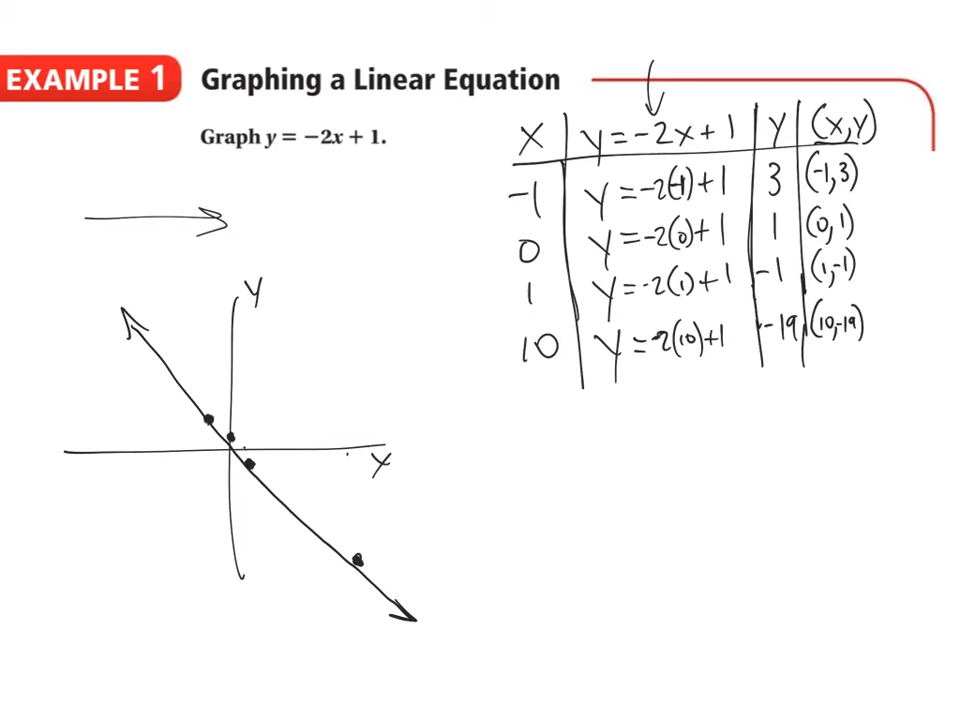 EXAMPLE 1 Graphing a Linear Equation
Graph y = −2x + 1.
X y = -2x + 1 y (x,y)
-1 y = -2(-1) + 1 3 (-1, 3)
0 y = -2(0) + 1 1 (0, 1)
1 y = -2(1) + 1 -1 (1, -1)
10 y = -2(10) + 1 -19 (10, -19)
y
x